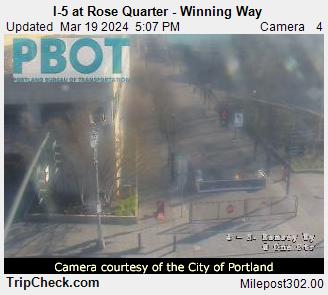 I-5 at Rose Quarter - Winning Way
Updated Mar 19 2024 5:07 PM Camera 4
PBOT
PORTLAND BUREAU OF TRANSPORTATION
Camera courtesy of the City of Portland
TripCheck.com Milepost302.00